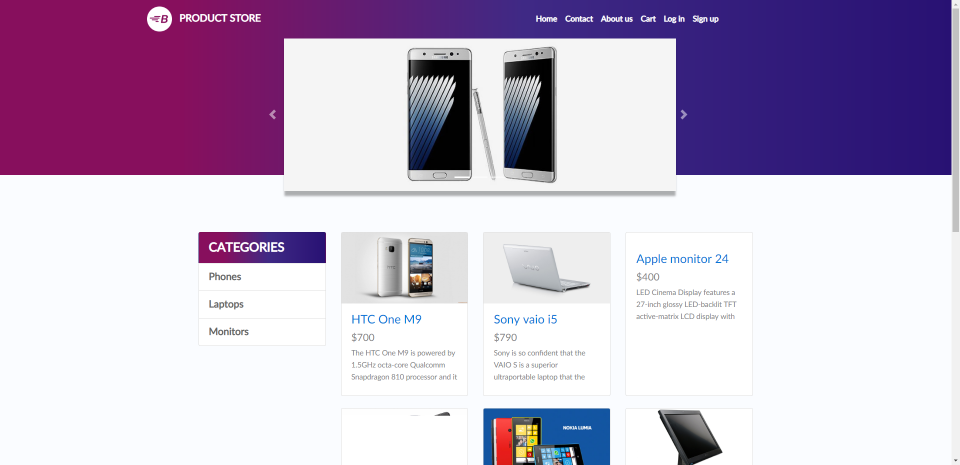 B PRODUCT STORE
Home Contact About us Cart Log in Sign up
CATEGORIES
Phones
Laptops
Monitors
HTC One M9
$700
The HTC One M9 is powered by
1.5GHz octa-core Qualcomm
Snapdragon 810 processor and it
Sony vaio i5
$790
Sony is so confident that the
VAIO S is a superior
ultraportable laptop that the
Apple monitor 24
$400
LED Cinema Display features a
27-inch glossy LED-backlit TFT
active-matrix LCD display with
NOKIA LUMIA